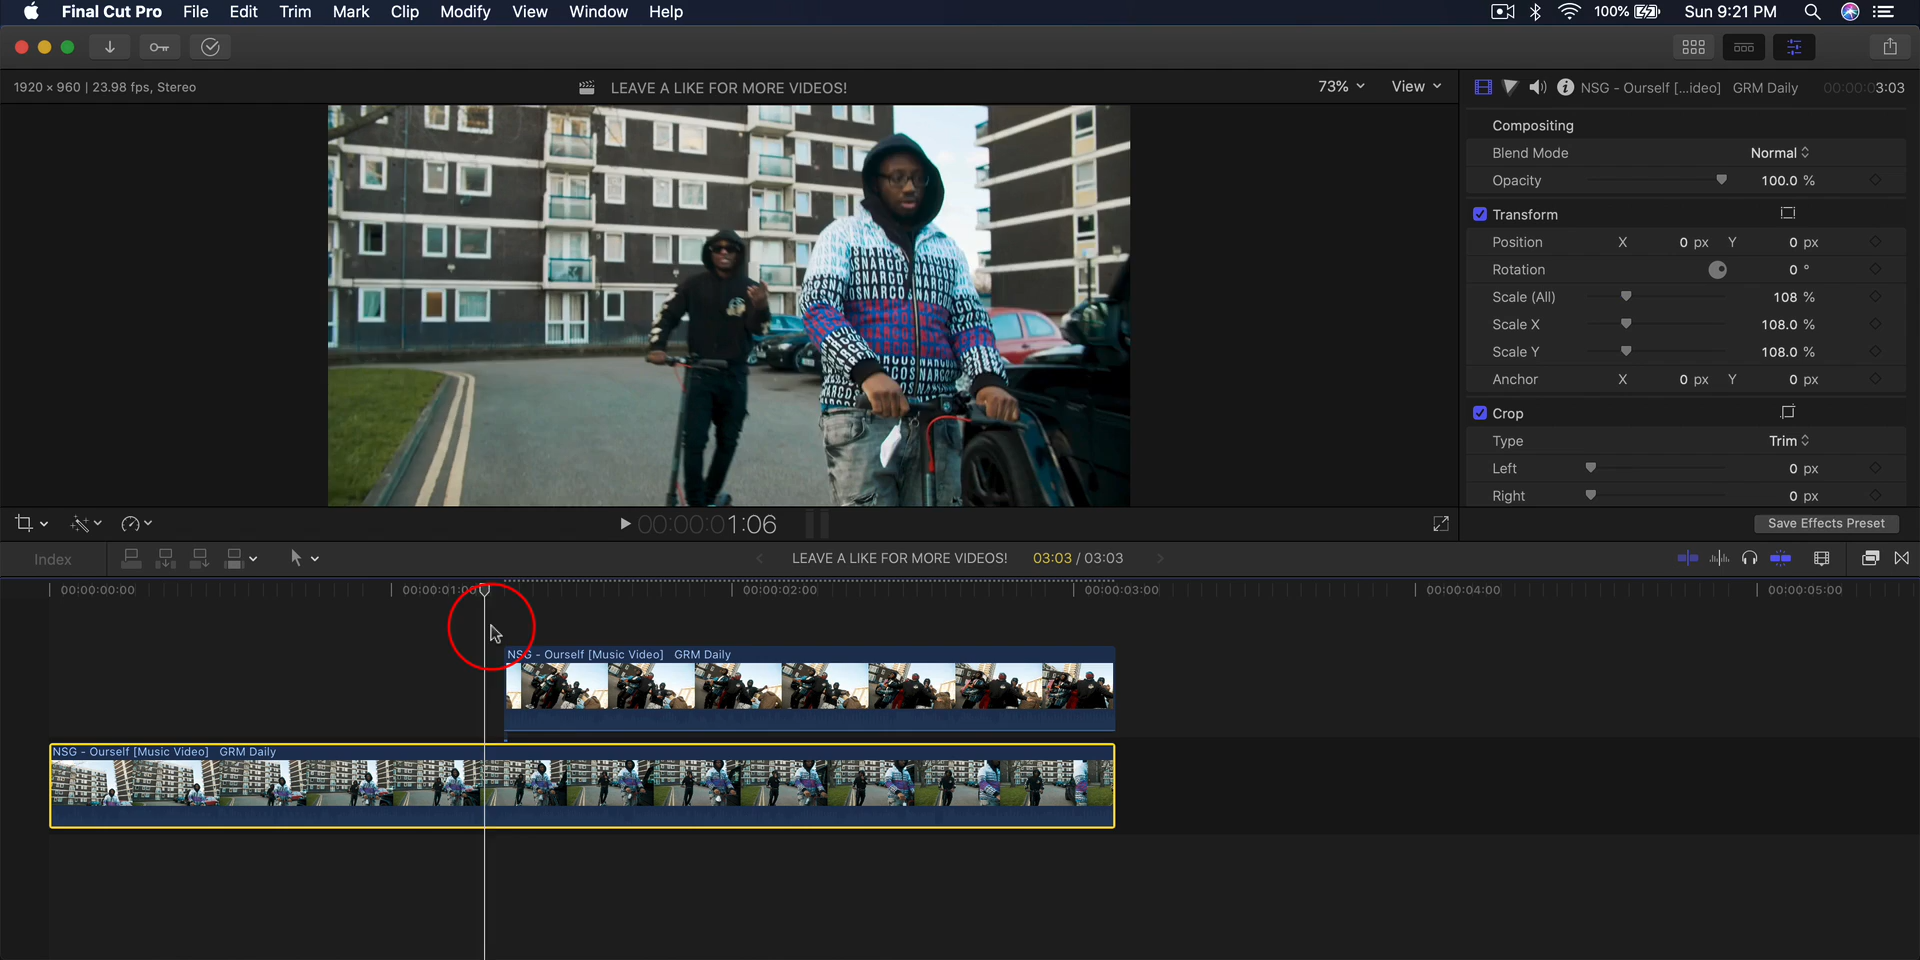 Final Cut Pro File Edit Trim Mark Clip Modify View Window Help 100% Sun 9:21 PM
1920 × 960 | 23.98 fps, Stereo LEAVE A LIKE FOR MORE VIDEOS! 73% View NSG - Ourself [...ideo] GRM Daily 00:00:03:03
Compositing
Blend Mode Normal
Opacity 100.0 %
Transform
Position X 0 px Y 0 px
Rotation 0 °
Scale (All) 108 %
Scale X 108.0 %
Scale Y 108.0 %
Anchor X 0 px Y 0 px
Crop
Type Trim
Left 0 px
Right 0 px
SNARCOS
NARCOS
00:00:01:06 Save Effects Preset
Index LEAVE A LIKE FOR MORE VIDEOS! 03:03 / 03:03
00:00:00:00 00:00:01:00 00:00:02:00 00:00:03:00 00:00:04:00 00:00:05:00
NSG - Ourself [Music Video] GRM Daily
NSG - Ourself [Music Video] GRM Daily